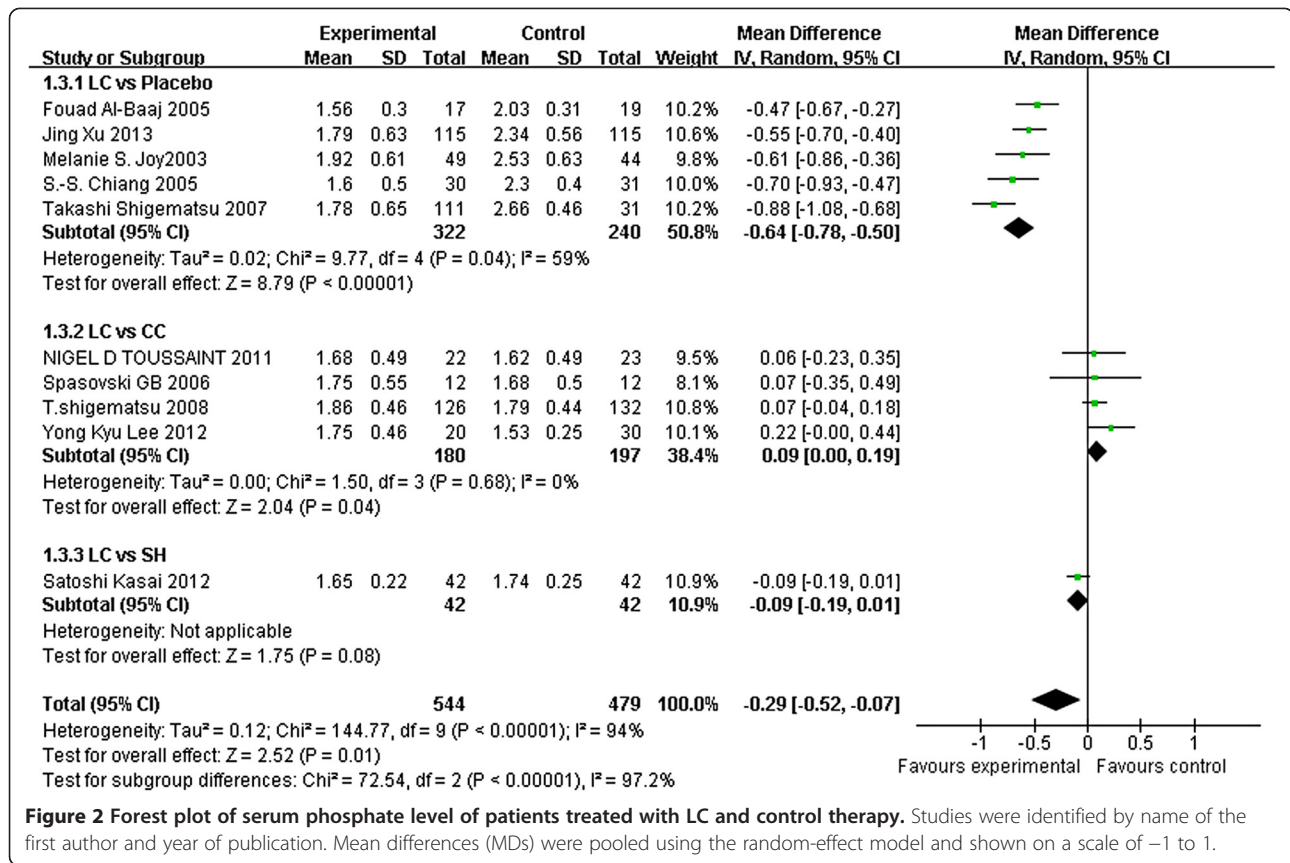 Experimental Control Mean Difference Mean Difference
Study or Subgroup Mean SD Total Mean SD Total Weight IV, Random, 95% CI IV, Random, 95% CI
1.3.1 LC vs Placebo
Fouad Al-Baaj 2005 1.56 0.3 17 2.03 0.31 19 10.2% -0.47 [-0.67, -0.27]
Jing Xu 2013 1.79 0.63 115 2.34 0.56 115 10.6% -0.55 [-0.70, -0.40]
Melanie S. Joy2003 1.92 0.61 49 2.53 0.63 44 9.8% -0.61 [-0.86, -0.36]
S.-S. Chiang 2005 1.6 0.5 30 2.3 0.4 31 10.0% -0.70 [-0.93, -0.47]
Takashi Shigematsu 2007 1.78 0.65 111 2.66 0.46 31 10.2% -0.88 [-1.08, -0.68]
Subtotal (95% CI) 322 240 50.8% -0.64 [-0.78, -0.50]
Heterogeneity: Tau² = 0.02; Chi² = 9.77, df = 4 (P = 0.04); I² = 59%
Test for overall effect: Z = 8.79 (P < 0.00001)
1.3.2 LC vs CC
NIGEL D TOUSSAINT 2011 1.68 0.49 22 1.62 0.49 23 9.5% 0.06 [-0.23, 0.35]
Spasovski GB 2006 1.75 0.55 12 1.68 0.5 12 8.1% 0.07 [-0.35, 0.49]
T.shigematsu 2008 1.86 0.46 126 1.79 0.44 132 10.8% 0.07 [-0.04, 0.18]
Yong Kyu Lee 2012 1.75 0.46 20 1.53 0.25 30 10.1% 0.22 [-0.00, 0.44]
Subtotal (95% CI) 180 197 38.4% 0.09 [0.00, 0.19]
Heterogeneity: Tau² = 0.00; Chi² = 1.50, df = 3 (P = 0.68); I² = 0%
Test for overall effect: Z = 2.04 (P = 0.04)
1.3.3 LC vs SH
Satoshi Kasai 2012 1.65 0.22 42 1.74 0.25 42 10.9% -0.09 [-0.19, 0.01]
Subtotal (95% CI) 42 42 10.9% -0.09 [-0.19, 0.01]
Heterogeneity: Not applicable
Test for overall effect: Z = 1.75 (P = 0.08)
Total (95% CI) 544 479 100.0% -0.29 [-0.52, -0.07]
Heterogeneity: Tau² = 0.12; Chi² = 144.77, df = 9 (P < 0.00001); I² = 94%
Test for overall effect: Z = 2.52 (P = 0.01)
Test for subgroup differences: Chi² = 72.54, df = 2 (P < 0.00001), I² = 97.2%
-1 -0.5 0 0.5 1
Favours experimental Favours control
Figure 2 Forest plot of serum phosphate level of patients treated with LC and control therapy. Studies were identified by name of the
first author and year of publication. Mean differences (MDs) were pooled using the random-effect model and shown on a scale of −1 to 1.